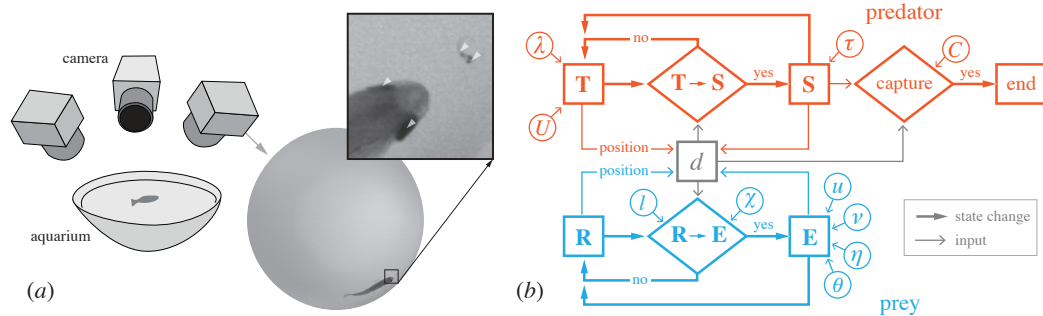 camera
aquarium
(a)
predator
λ
no
τ
C
T
T → S
yes
S
capture
yes
end
U
position
d
position
l
χ
u
R
R → E
yes
E
ν
η
θ
no
state change
input
(b)
prey